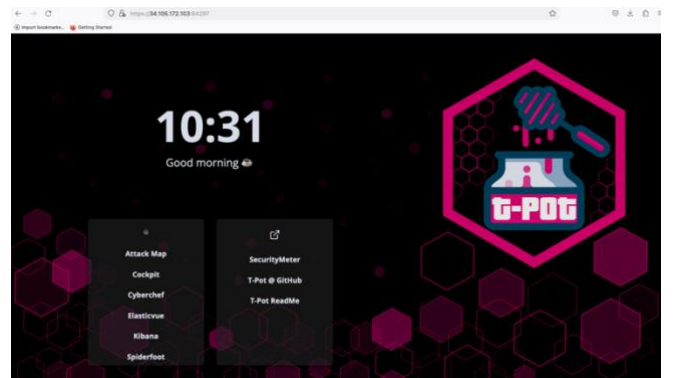 https://34.106.172.103:64297
Import bookmarks...
Getting Started
10:31
Good morning
T-POT
Attack Map
Cockpit
Cyberchef
Elasticvue
Kibana
Spiderfoot
SecurityMeter
T-Pot @ GitHub
T-Pot ReadMe